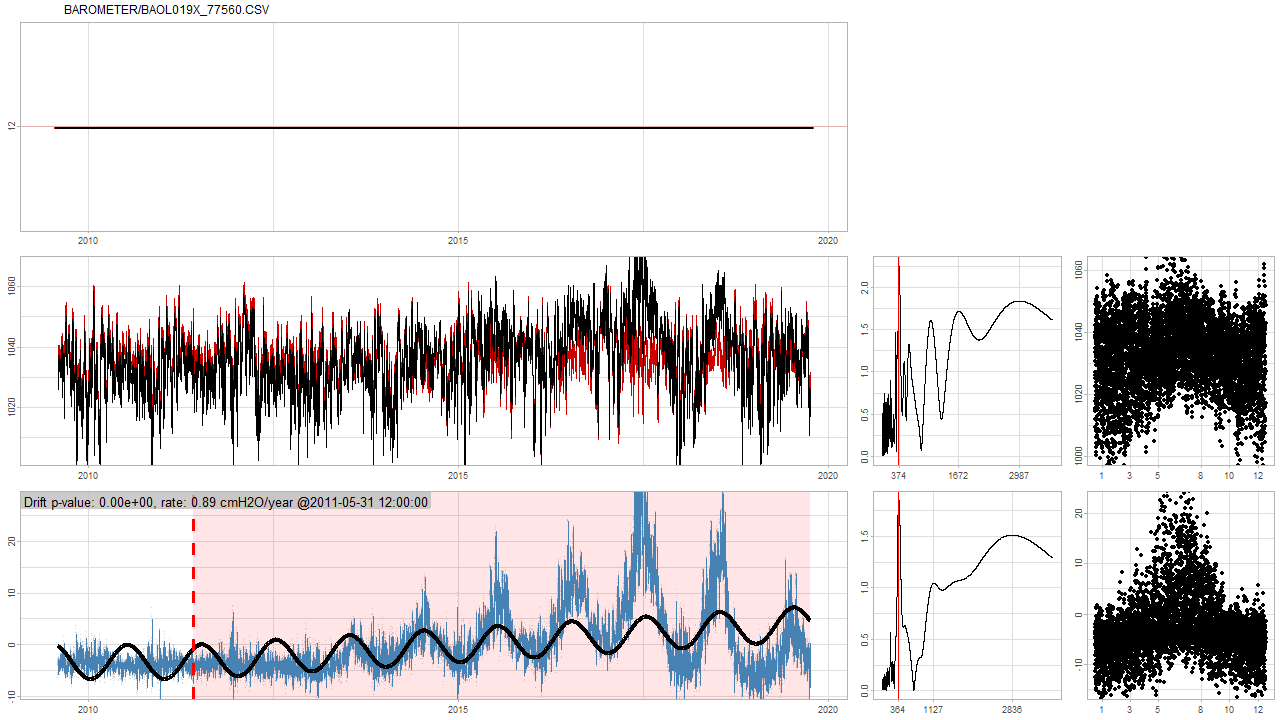 BAROMETER/BAOL019X_77560.CSV
12
2010 2015 2020
1020 1040 1060
2010 2015 2020
0.0 0.5 1.0 1.5 2.0
374 1672 2987
1000 1020 1040 1060
1 3 5 8 10 12
Drift p-value: 0.00e+00, rate: 0.89 cmH2O/year @2011-05-31 12:00:00
-10 0 10 20
2010 2015 2020
0.0 0.5 1.0 1.5
364 1127 2836
-10 0 10 20
1 3 5 8 10 12